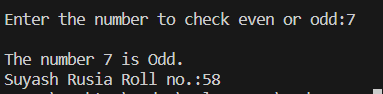 Enter the number to check even or odd:7
The number 7 is Odd.
Suyash Rusia Roll no.:58